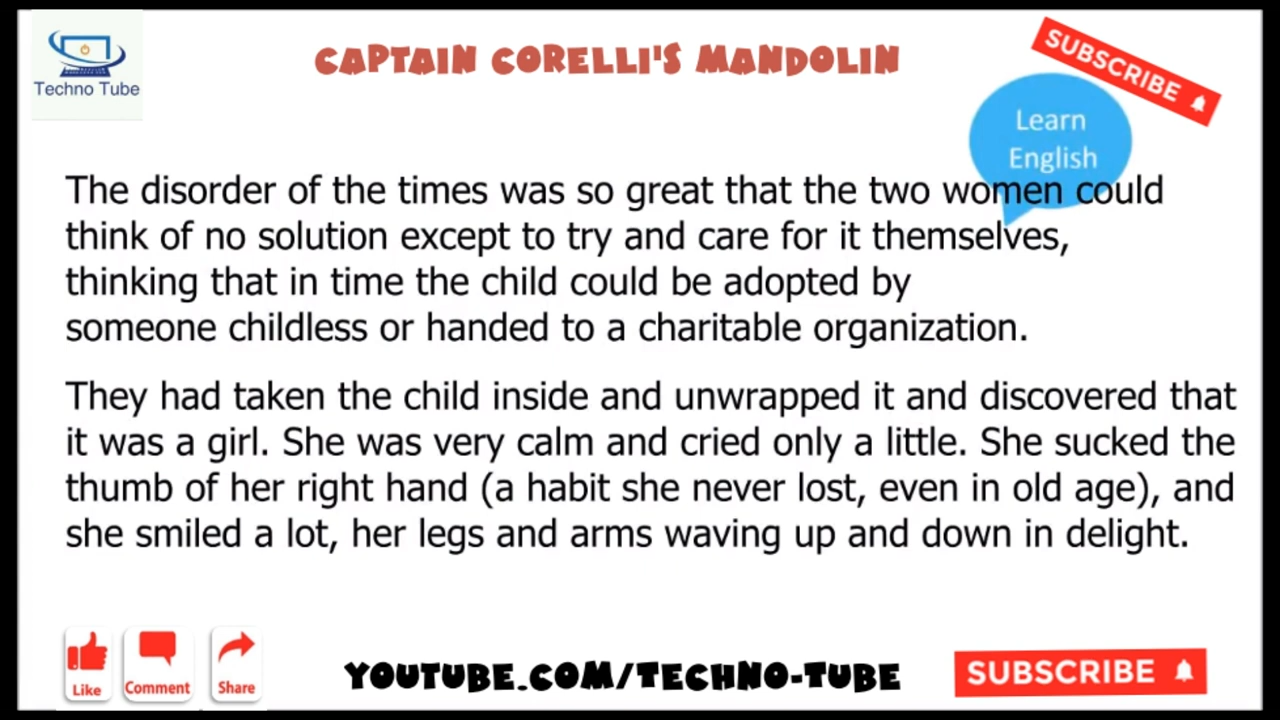 CAPTAIN CORELLI'S MANDOLIN
SUBSCRIBE
Techno Tube
Learn
English
The disorder of the times was so great that the two women could
think of no solution except to try and care for it themselves,
thinking that in time the child could be adopted by
someone childless or handed to a charitable organization.
They had taken the child inside and unwrapped it and discovered that
it was a girl. She was very calm and cried only a little. She sucked the
thumb of her right hand (a habit she never lost, even in old age), and
she smiled a lot, her legs and arms waving up and down in delight.
Like
Comment
Share
YOUTUBE.COM/TECHNO-TUBE
SUBSCRIBE